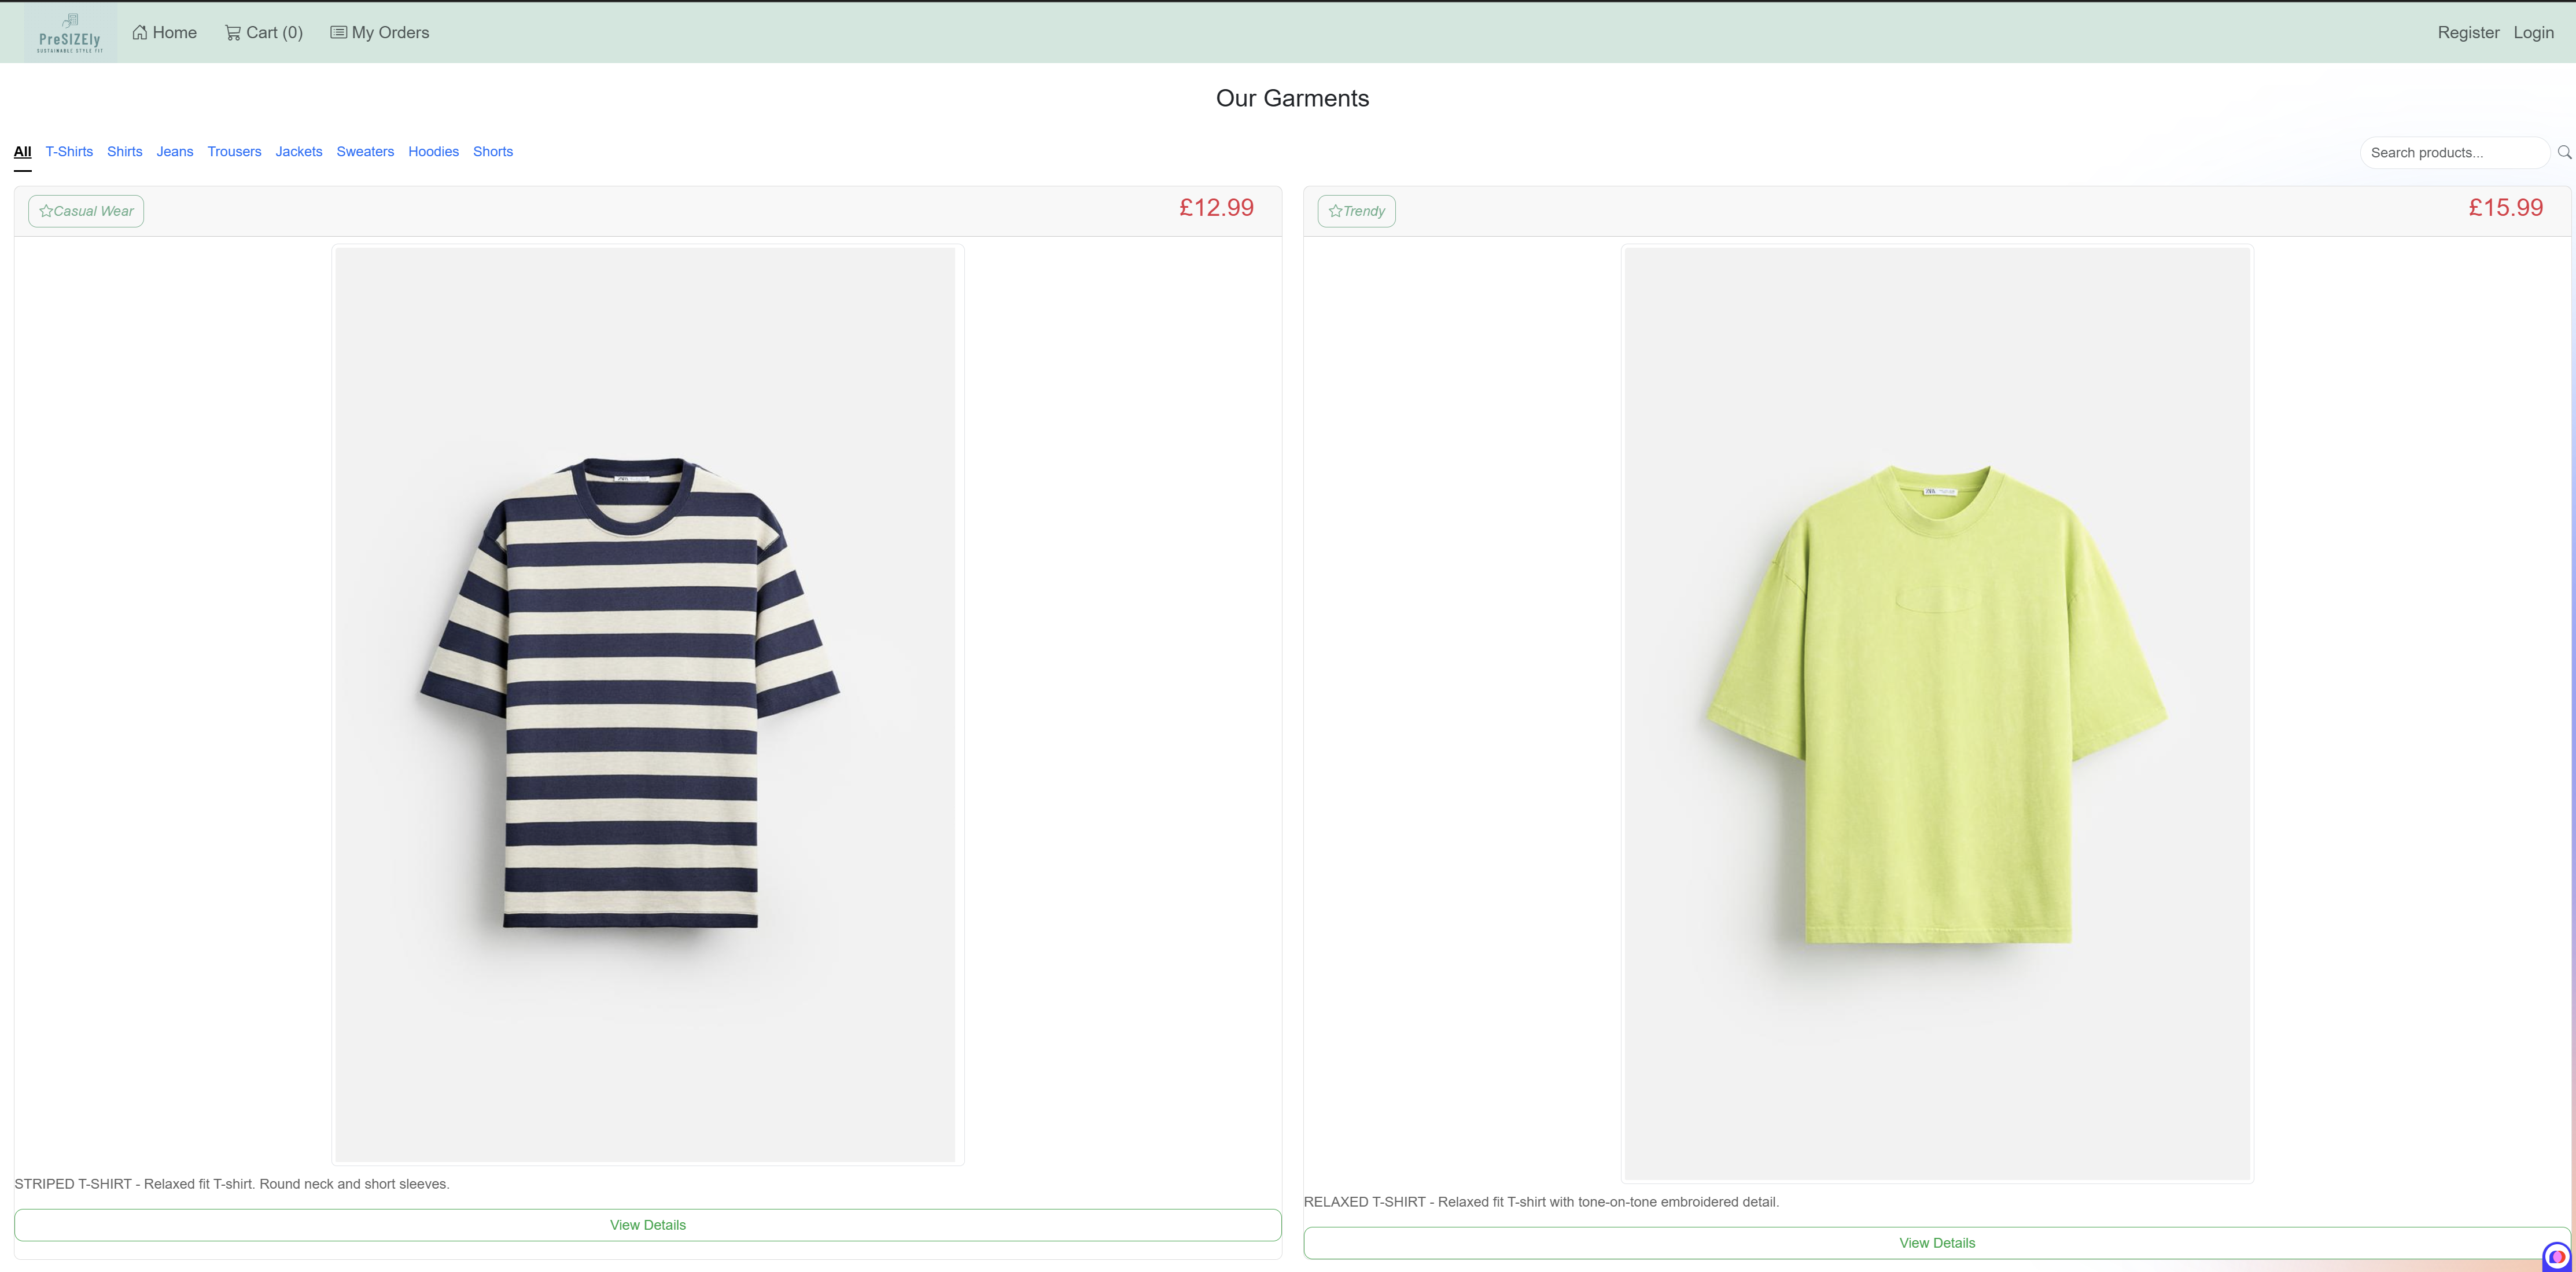 PreSIZEly
SUSTAINABLE STYLE FIT
Home
Cart (0)
My Orders
Register
Login
Our Garments
All
T-Shirts
Shirts
Jeans
Trousers
Jackets
Sweaters
Hoodies
Shorts
Search products...
Casual Wear
£12.99
STRIPED T-SHIRT - Relaxed fit T-shirt. Round neck and short sleeves.
View Details
Trendy
£15.99
RELAXED T-SHIRT - Relaxed fit T-shirt with tone-on-tone embroidered detail.
View Details